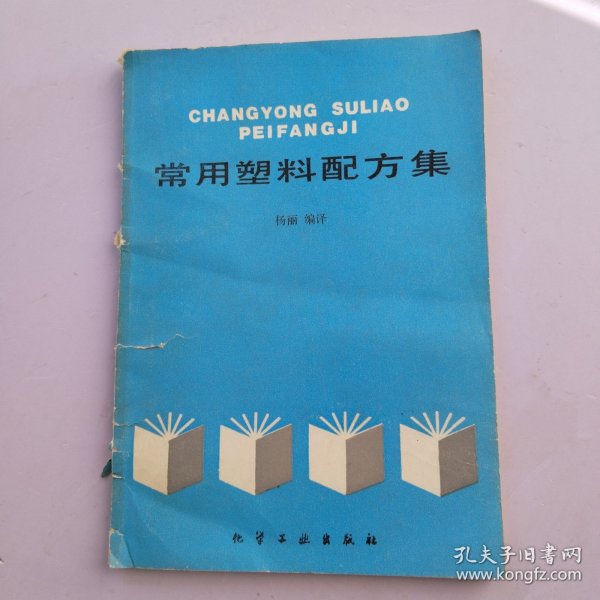 CHANGYONG SULIAO
PEIFANGJI
常用塑料配方集
杨丽 编译
化学工业出版社
孔夫子旧书网
www.kongfz.com